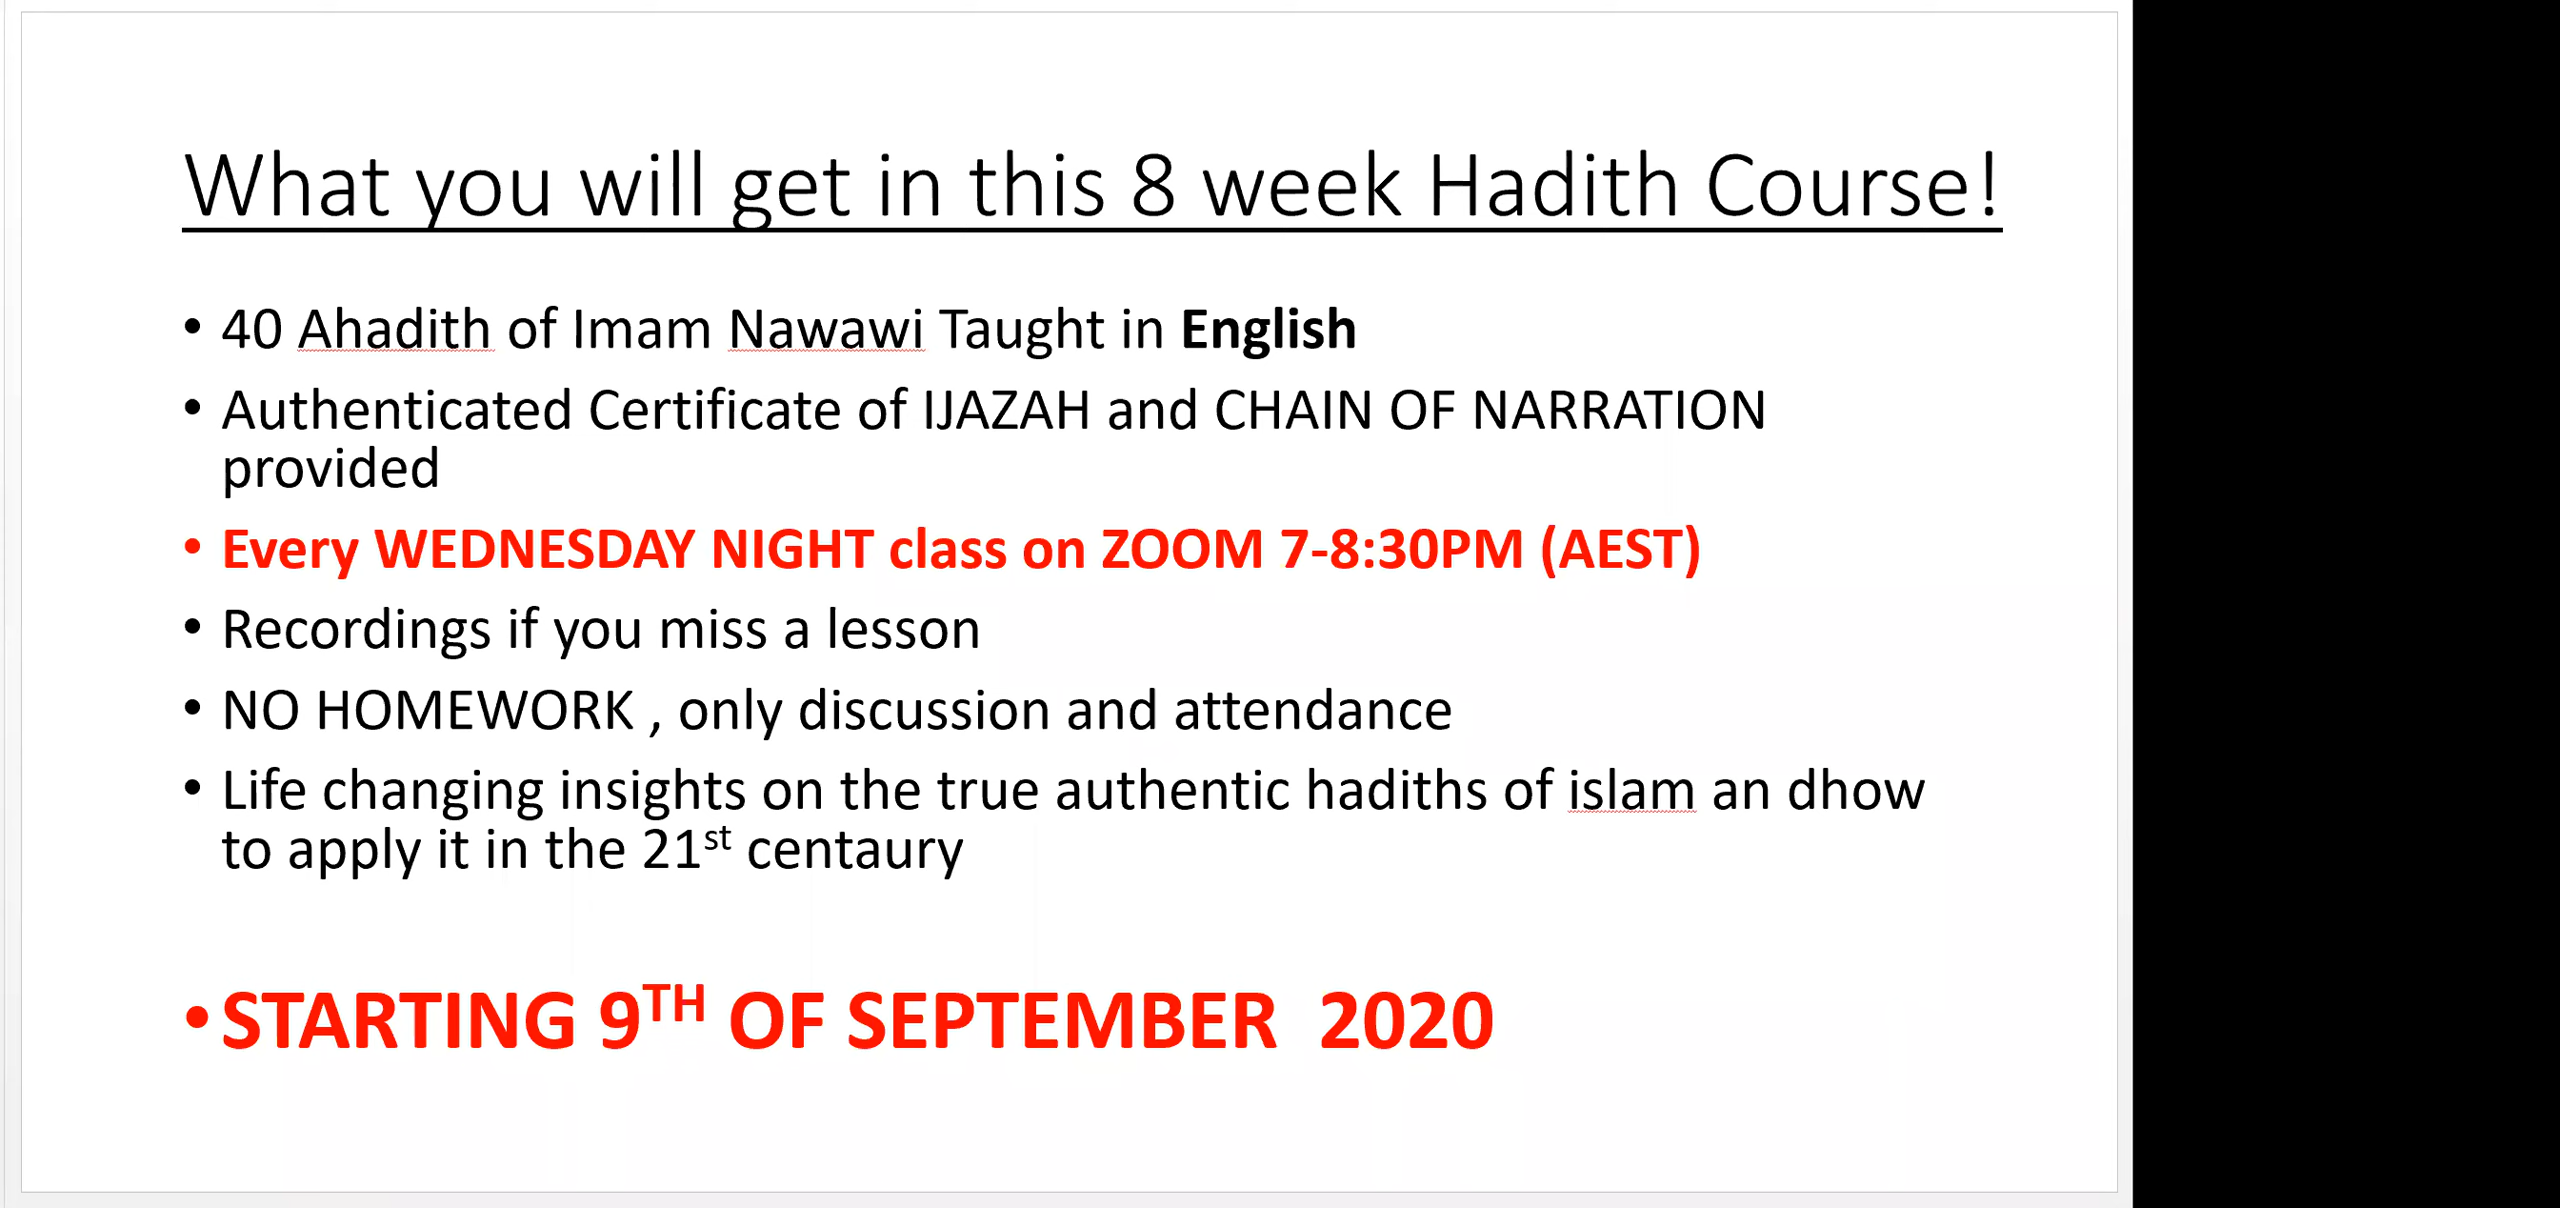 What you will get in this 8 week Hadith Course!
• 40 Ahadith of Imam Nawawi Taught in English
• Authenticated Certificate of IJAZAH and CHAIN OF NARRATION
provided
• Every WEDNESDAY NIGHT class on ZOOM 7-8:30PM (AEST)
• Recordings if you miss a lesson
• NO HOMEWORK , only discussion and attendance
• Life changing insights on the true authentic hadiths of islam an dhow
to apply it in the 21st centaury
• STARTING 9TH OF SEPTEMBER  2020